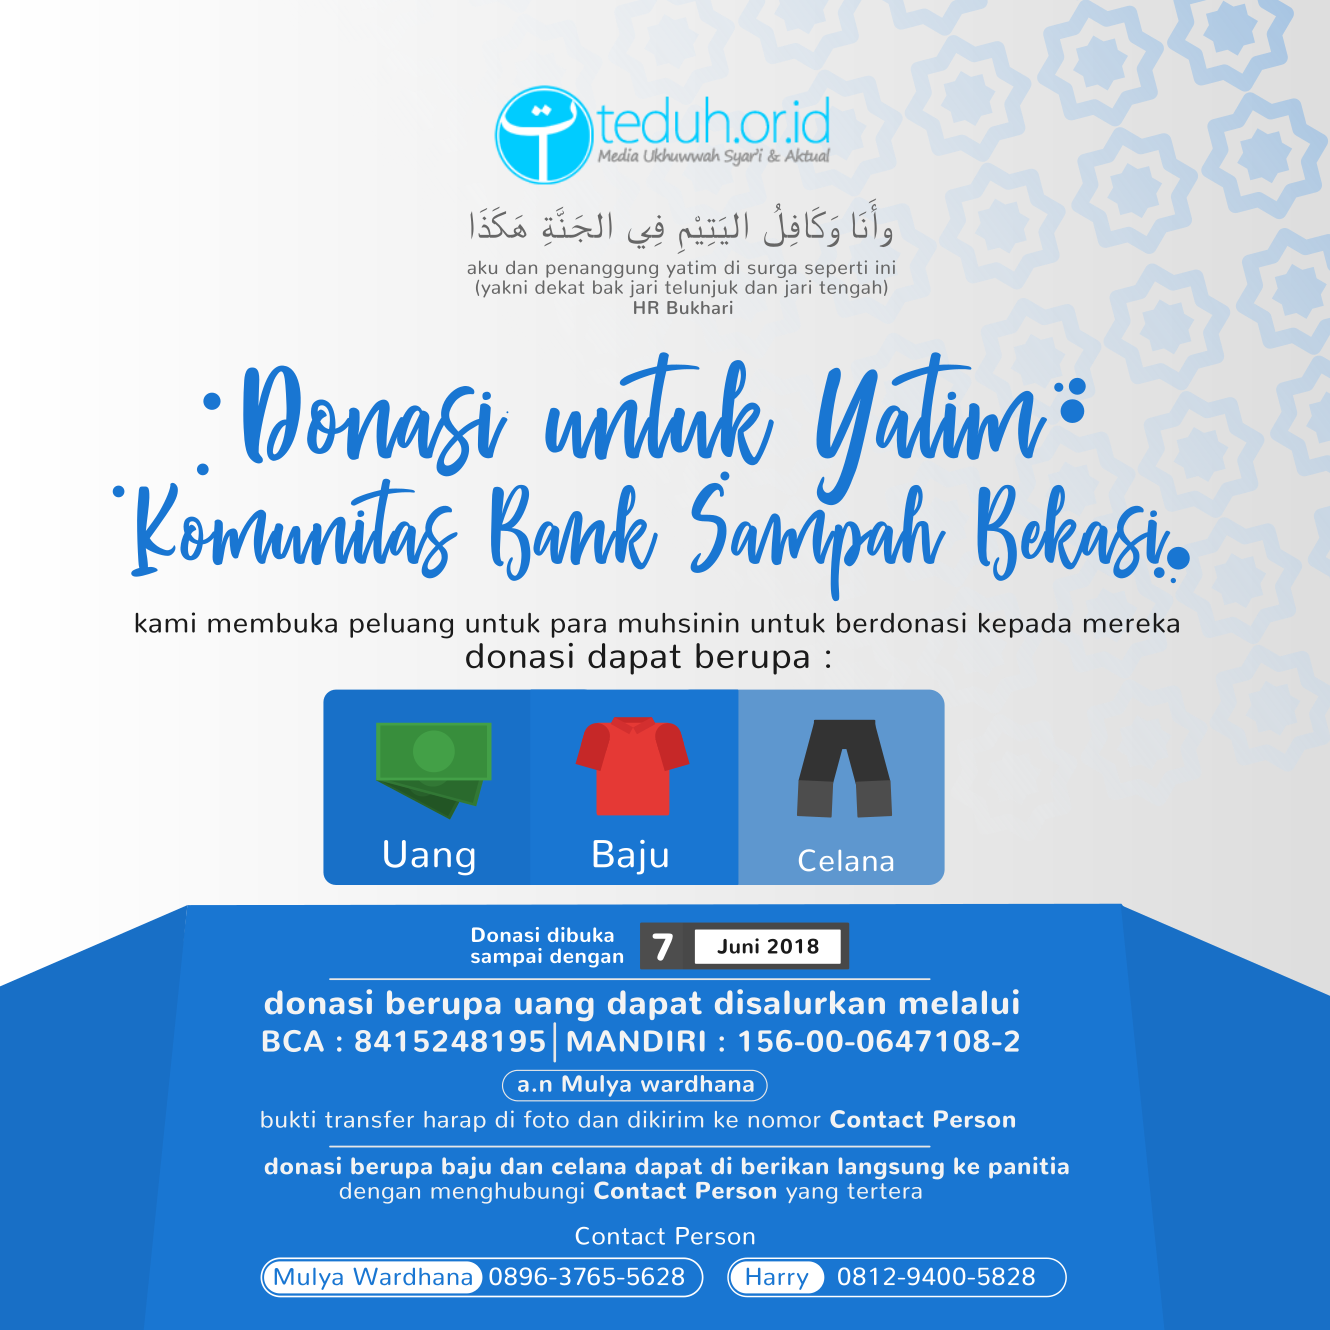 teduh.or.id
Media Ukhuwwah Syar'i & Aktual
وأَنَا وَكَافِلُ اليَتِيْمِ فِي الجَنَّةِ هَكَذَا
aku dan penanggung yatim di surga seperti ini
(yakni dekat bak jari telunjuk dan jari tengah)
HR Bukhari
Donasi untuk Yatim
Komunitas Bank Sampah Bekasi
kami membuka peluang untuk para muhsinin untuk berdonasi kepada mereka
donasi dapat berupa :
Uang Baju Celana
Donasi dibuka
sampai dengan 7 Juni 2018
donasi berupa uang dapat disalurkan melalui
BCA : 8415248195 | MANDIRI : 156-00-0647108-2
a.n Mulya wardhana
bukti transfer harap di foto dan dikirim ke nomor Contact Person
donasi berupa baju dan celana dapat di berikan langsung ke panitia
dengan menghubungi Contact Person yang tertera
Contact Person
Mulya Wardhana 0896-3765-5628 Harry 0812-9400-5828